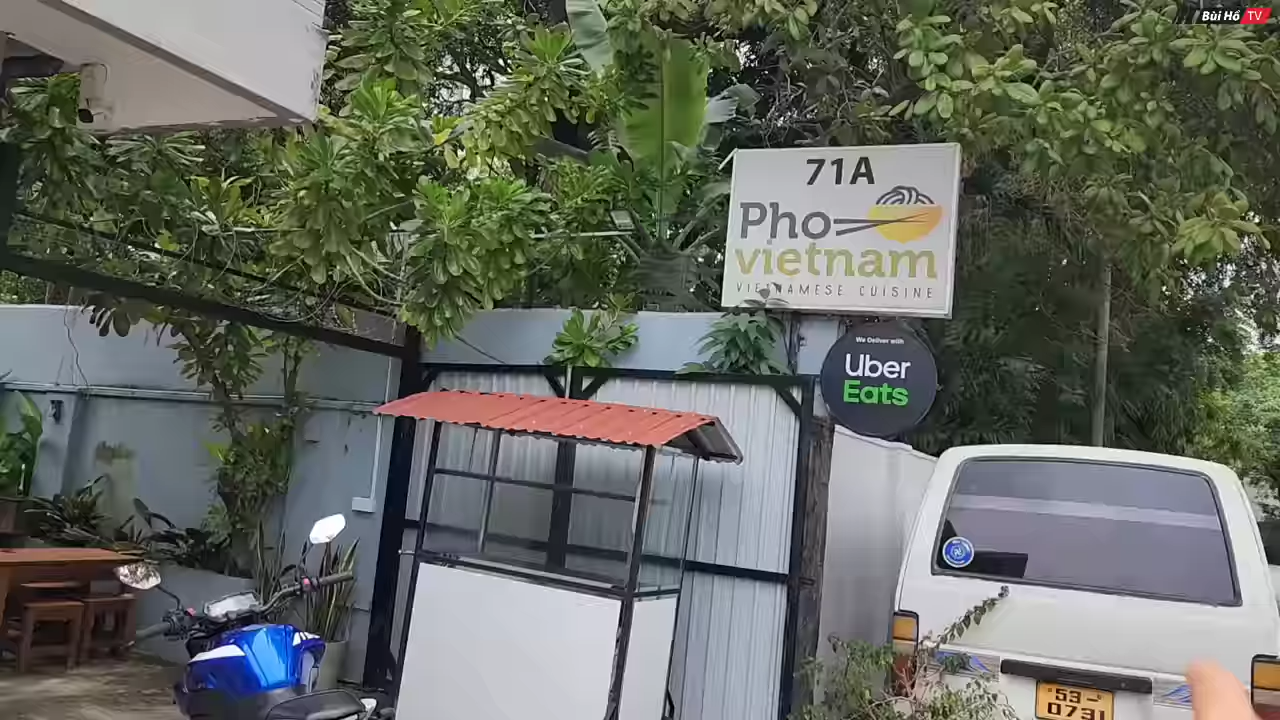 Bùi Hồ TV
71A
Pho
vietnam
VIETNAMESE CUISINE
We Deliver with
Uber
Eats
53-
0731